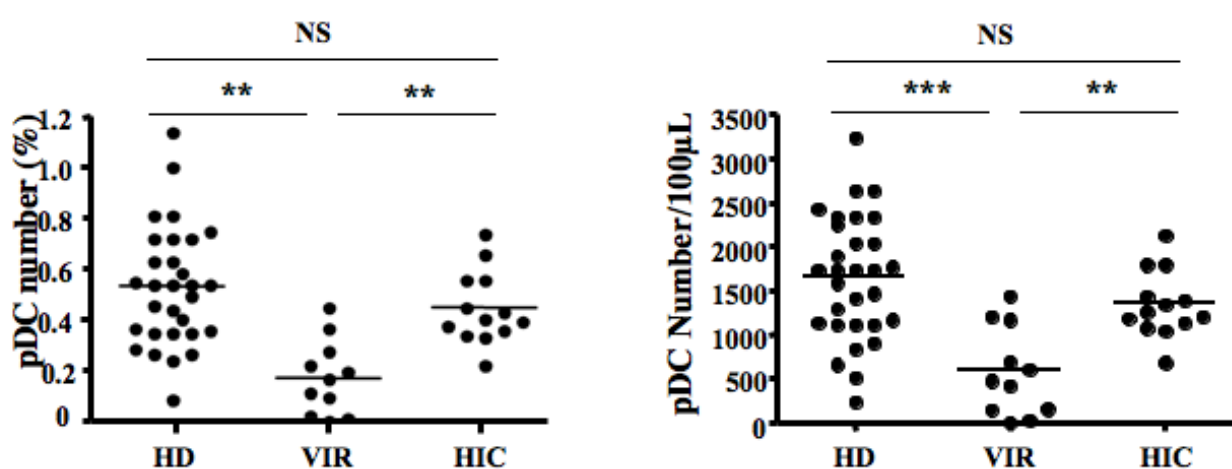 NS
** **
pDC number (%)
1.2
1.0
0.8
0.6
0.4
0.2
0
HD VIR HIC
NS
*** **
pDC Number/100µL
3500
3000
2500
2000
1500
1000
500
0
HD VIR HIC